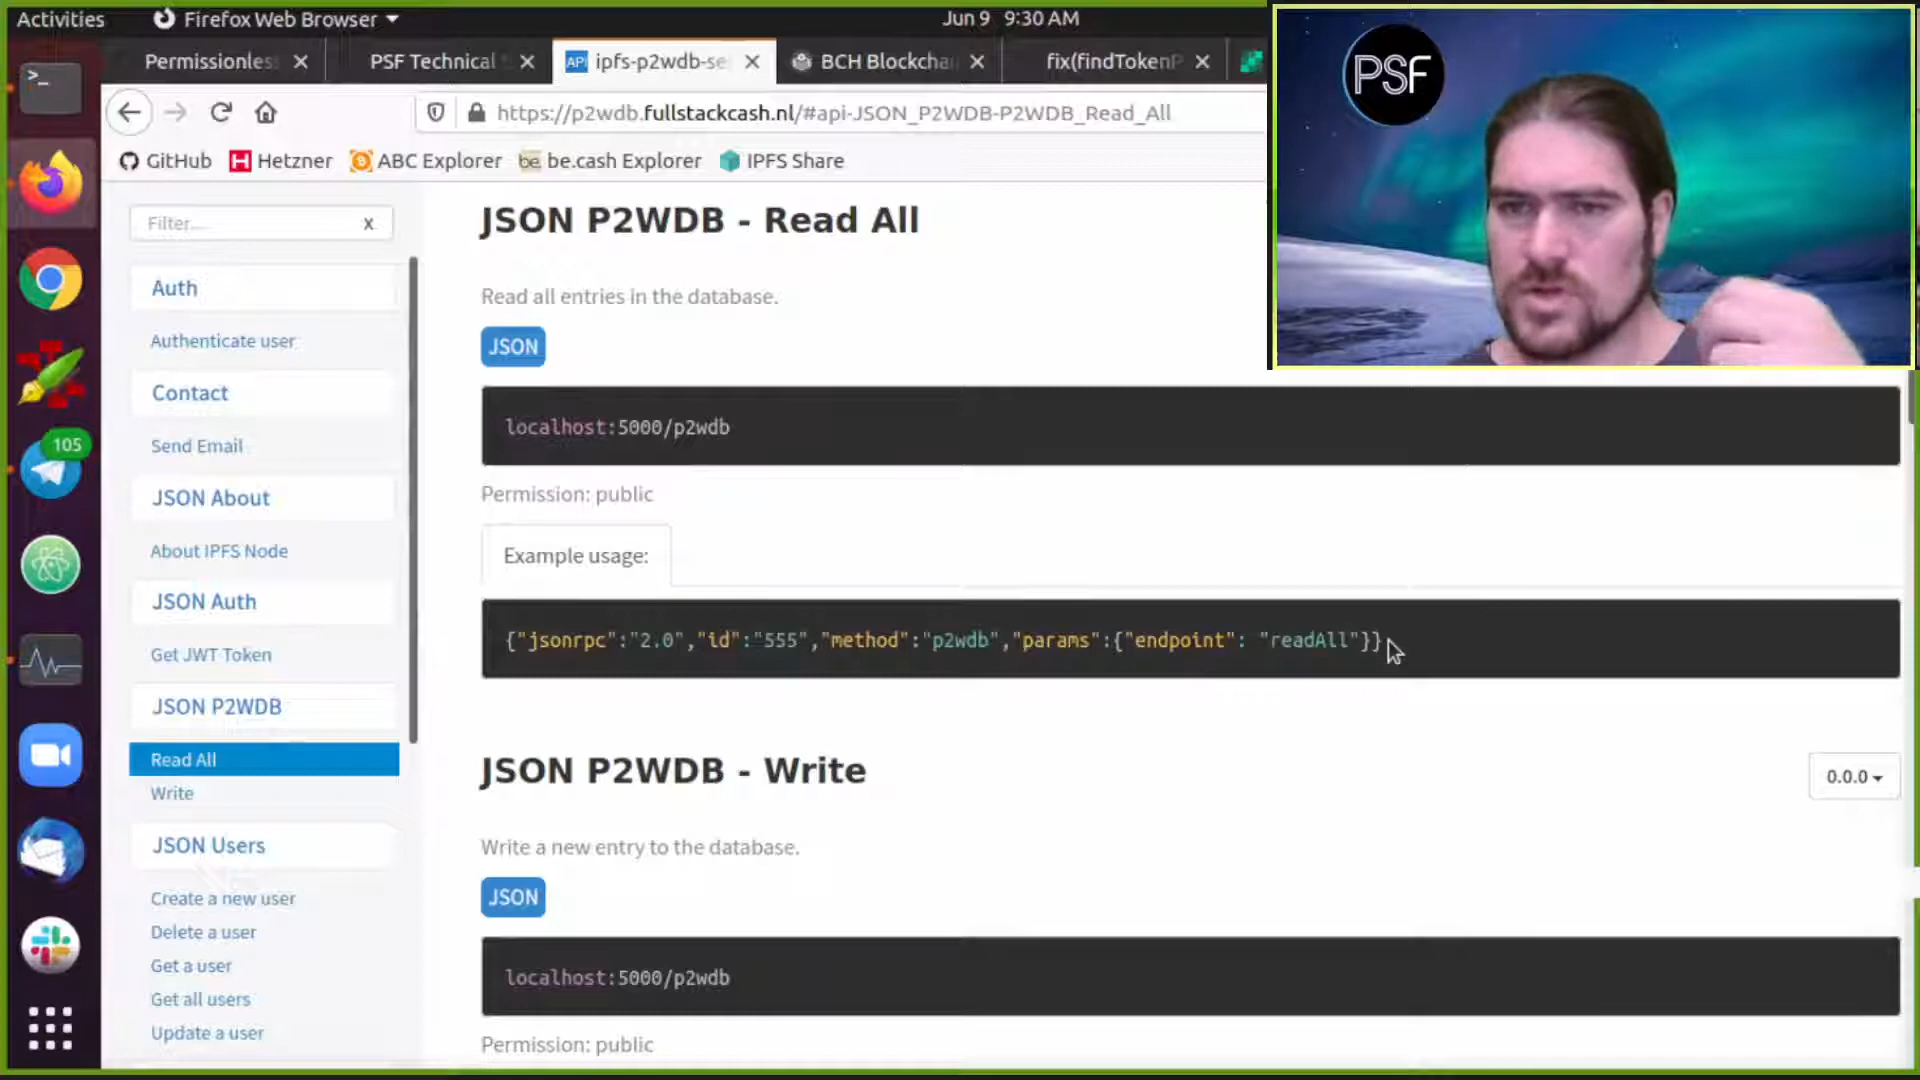 Activities
Firefox Web Browser
Jun 9 9:30 AM
Permissionless
PSF Technical
API ipfs-p2wdb-se
BCH Blockcha
fix(findTokenP
https://p2wdb.fullstackcash.nl/#api-JSON_P2WDB-P2WDB_Read_All
GitHub
H Hetzner
ABC Explorer
be. be.cash Explorer
IPFS Share
PSF
105
Filter... x
Auth
Authenticate user
Contact
Send Email
JSON About
About IPFS Node
JSON Auth
Get JWT Token
JSON P2WDB
Read All
Write
JSON Users
Create a new user
Delete a user
Get a user
Get all users
Update a user
JSON P2WDB - Read All
Read all entries in the database.
JSON
localhost:5000/p2wdb
Permission: public
Example usage:
{"jsonrpc":"2.0","id":"555","method":"p2wdb","params":{"endpoint": "readAll"}}
JSON P2WDB - Write
0.0.0
Write a new entry to the database.
JSON
localhost:5000/p2wdb
Permission: public